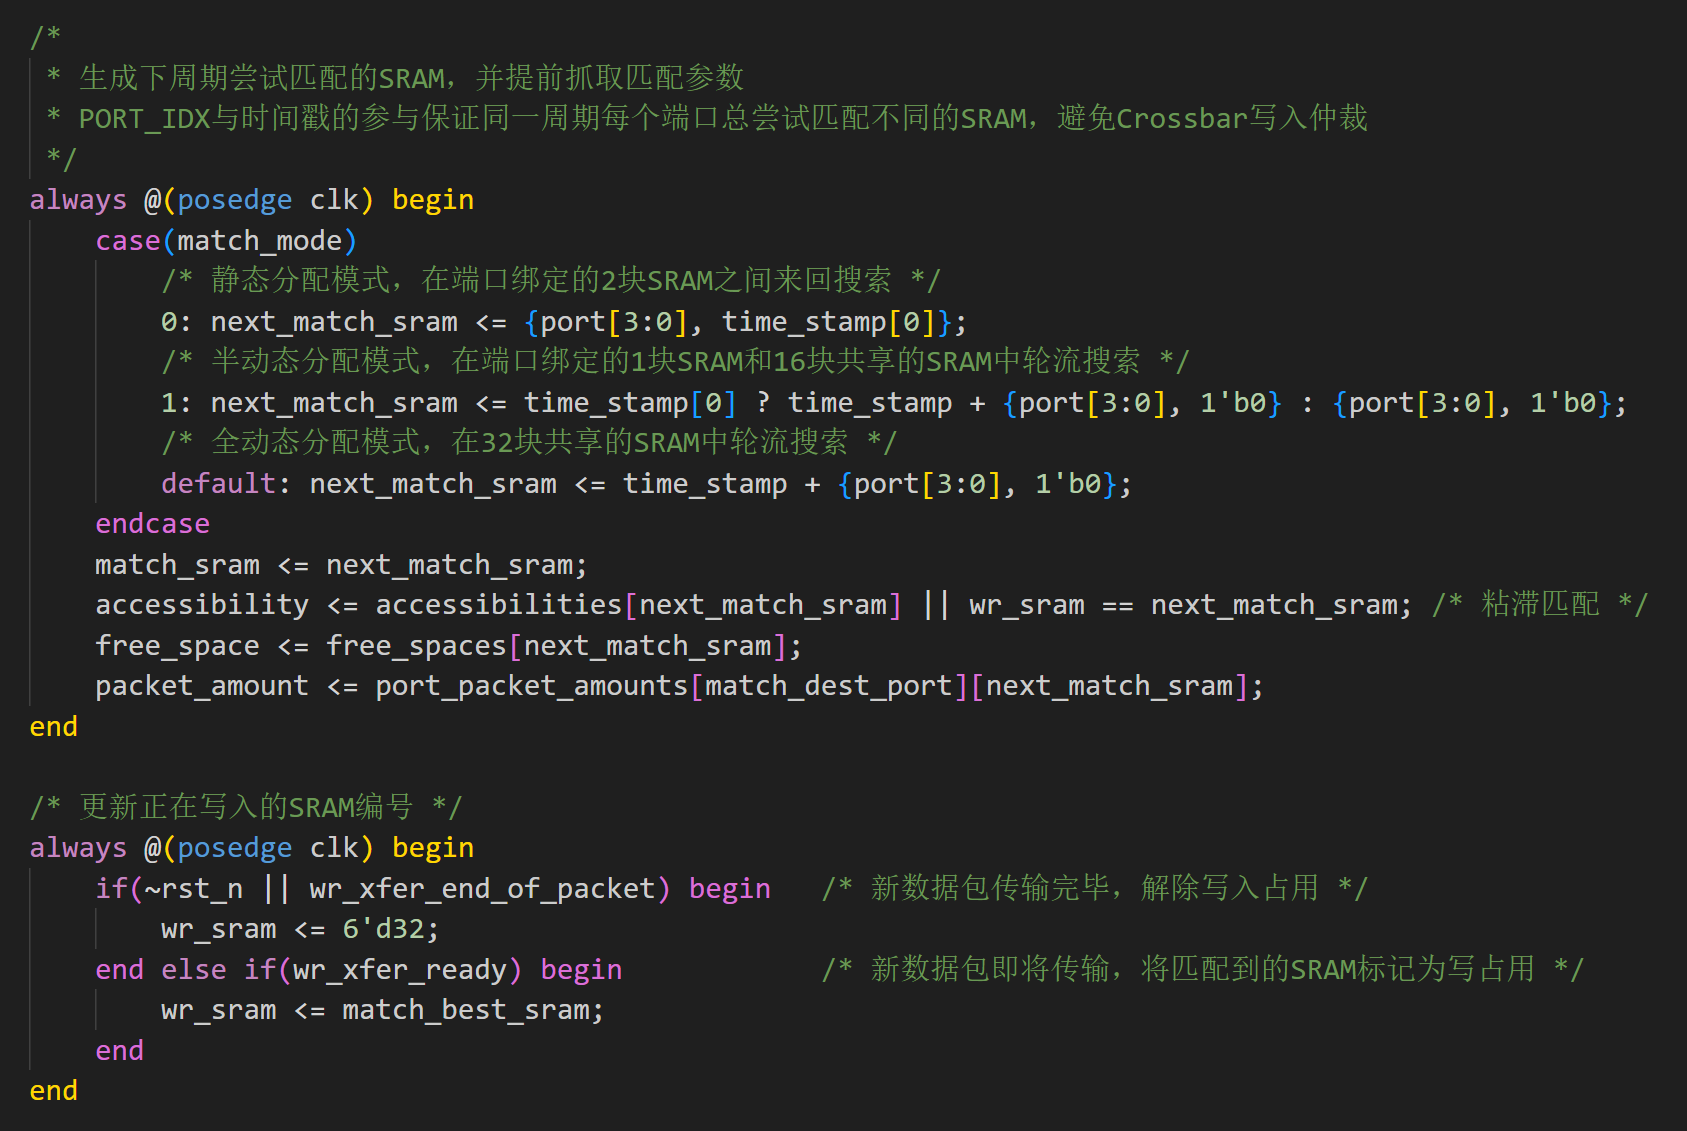 /*
 * 生成下周期尝试匹配的SRAM，并提前抓取匹配参数
 * PORT_IDX与时间戳的参与保证同一周期每个端口总尝试匹配不同的SRAM，避免Crossbar写入仲裁
 */
always @(posedge clk) begin
    case(match_mode)
        /* 静态分配模式，在端口绑定的2块SRAM之间来回搜索 */
        0: next_match_sram <= {port[3:0], time_stamp[0]};
        /* 半动态分配模式，在端口绑定的1块SRAM和16块共享的SRAM中轮流搜索 */
        1: next_match_sram <= time_stamp[0] ? time_stamp + {port[3:0], 1'b0} : {port[3:0], 1'b0};
        /* 全动态分配模式，在32块共享的SRAM中轮流搜索 */
        default: next_match_sram <= time_stamp + {port[3:0], 1'b0};
    endcase
    match_sram <= next_match_sram;
    accessibility <= accessibilities[next_match_sram] || wr_sram == next_match_sram; /* 粘滞匹配 */
    free_space <= free_spaces[next_match_sram];
    packet_amount <= port_packet_amounts[match_dest_port][next_match_sram];
end

/* 更新正在写入的SRAM编号 */
always @(posedge clk) begin
    if(~rst_n || wr_xfer_end_of_packet) begin   /* 新数据包传输完毕，解除写入占用 */
        wr_sram <= 6'd32;
    end else if(wr_xfer_ready) begin            /* 新数据包即将传输，将匹配到的SRAM标记为写占用 */
        wr_sram <= match_best_sram;
    end
end